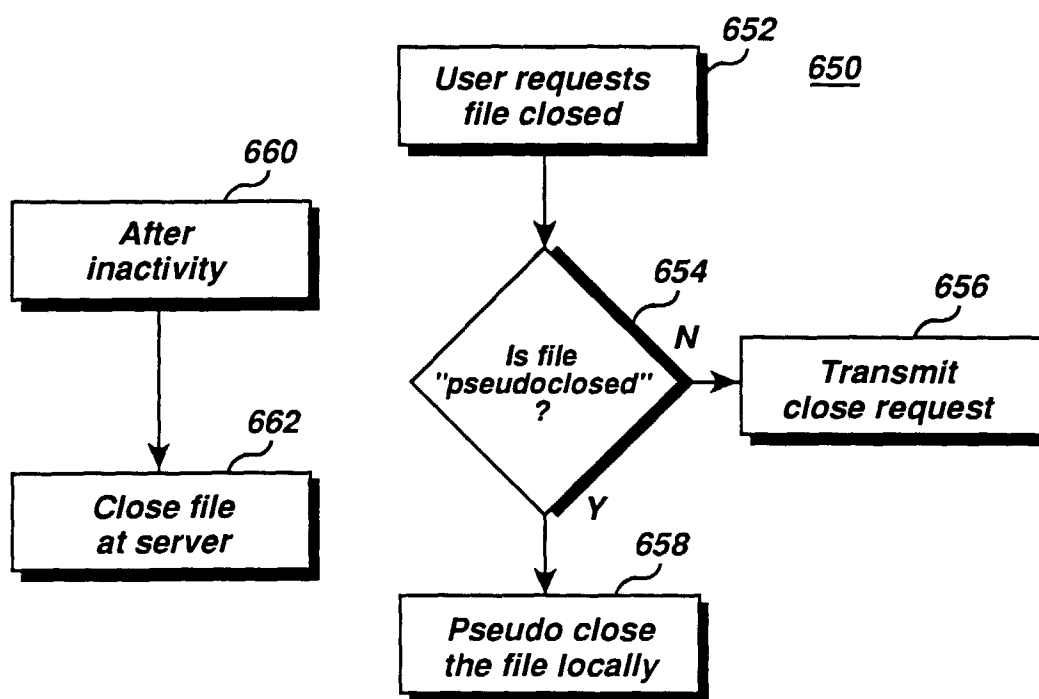 652
650
User requests
file closed
660
After
inactivity
654
N
656
Is file
"pseudoclosed"
?
Transmit
close request
662
Close file
at server
Y
658
Pseudo close
the file locally